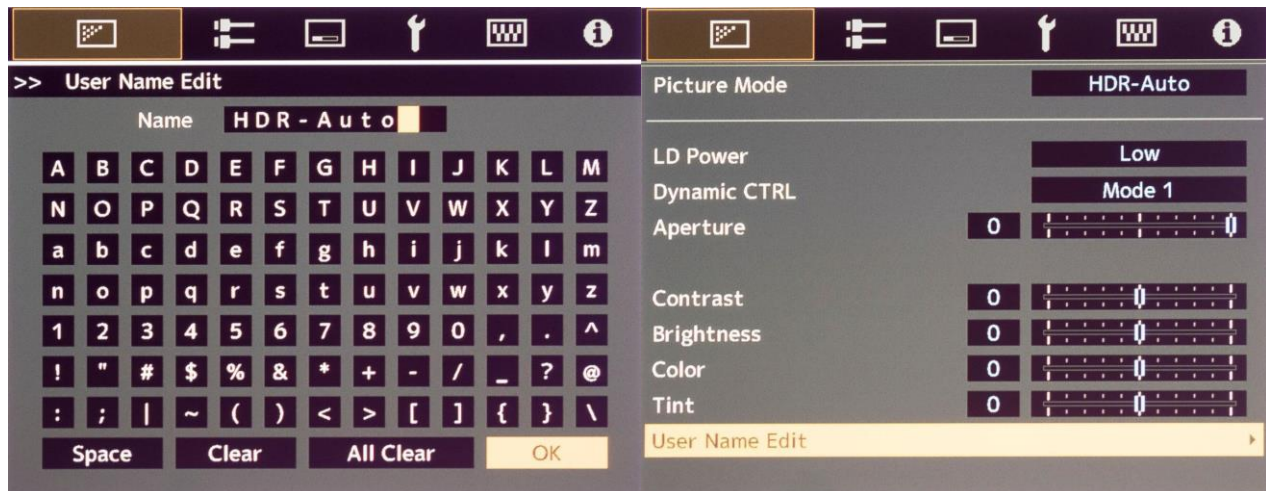 >> User Name Edit
Name HDR-Auto
A B C D E F G H I J K L M
N O P Q R S T U V W X Y Z
a b c d e f g h i j k l m
n o p q r s t u v w x y z
1 2 3 4 5 6 7 8 9 0 , . ^
! " # $ % & * + - / _ ? @
: ; | ~ ( ) < > [ ] { } \
Space Clear All Clear OK
Picture Mode HDR-Auto
LD Power Low
Dynamic CTRL Mode 1
Aperture 0
Contrast 0
Brightness 0
Color 0
Tint 0
User Name Edit